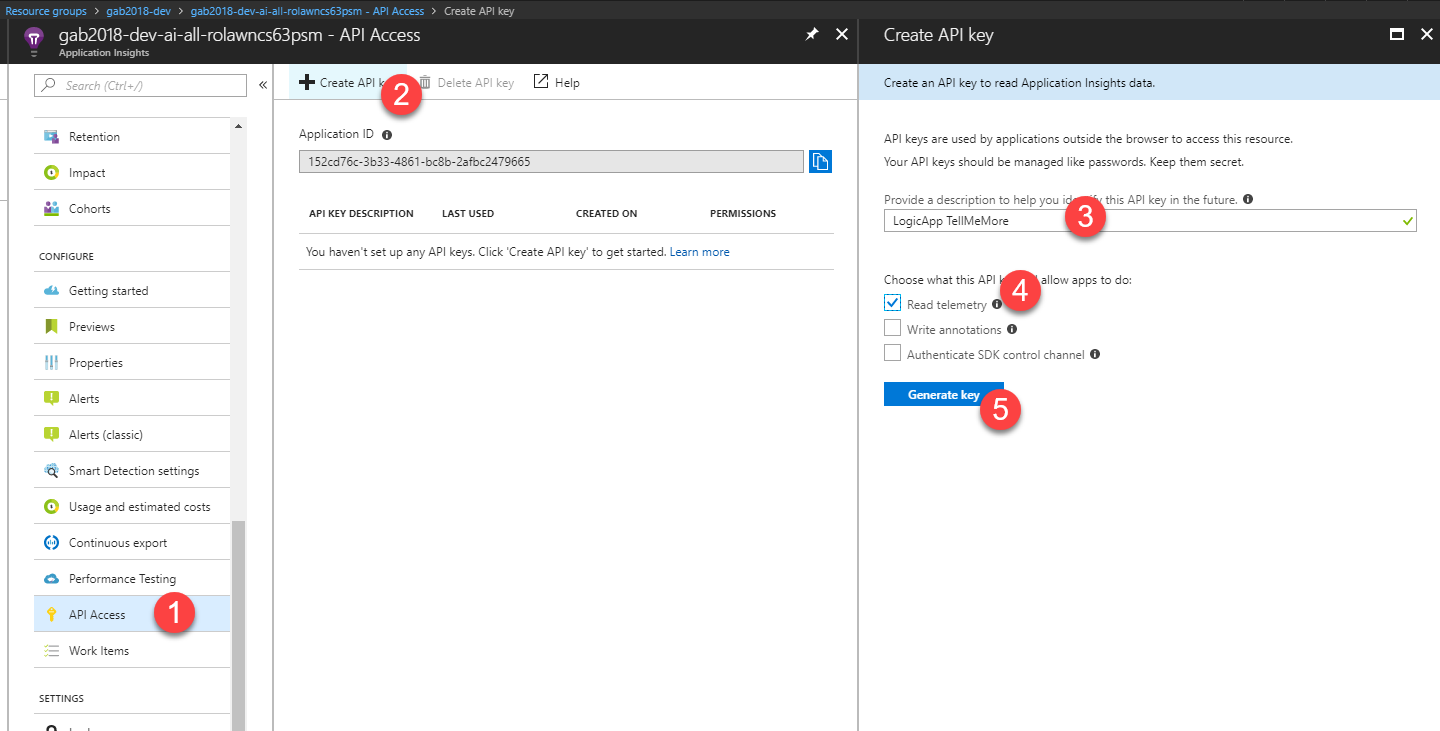 Resource groups > gab2018-dev > gab2018-dev-ai-all-rolawncs63psm - API Access > Create API key
gab2018-dev-ai-all-rolawncs63psm - API Access
Application Insights
Search (Ctrl+/)
«
Retention
Impact
Cohorts
CONFIGURE
Getting started
Previews
Properties
Alerts
Alerts (classic)
Smart Detection settings
Usage and estimated costs
Continuous export
Performance Testing
API Access
1
Work Items
SETTINGS
Create API k
2
Delete API key
Help
Application ID
152cd76c-3b33-4861-bc8b-2afbc2479665
API KEY DESCRIPTION LAST USED CREATED ON PERMISSIONS
You haven't set up any API keys. Click 'Create API key' to get started. Learn more
Create API key
Create an API key to read Application Insights data.
API keys are used by applications outside the browser to access this resource.
Your API keys should be managed like passwords. Keep them secret.
Provide a description to help you identify this API key in the future.
3
LogicApp TellMeMore
Choose what this API k allow apps to do:
4
Read telemetry
Write annotations
Authenticate SDK control channel
Generate key
5